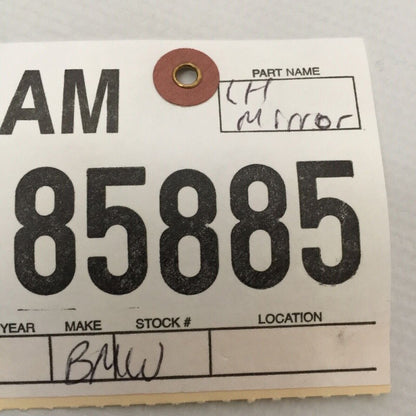 PART NAME
AM
LH
Mirror
85885
YEAR MAKE STOCK # LOCATION
BMW